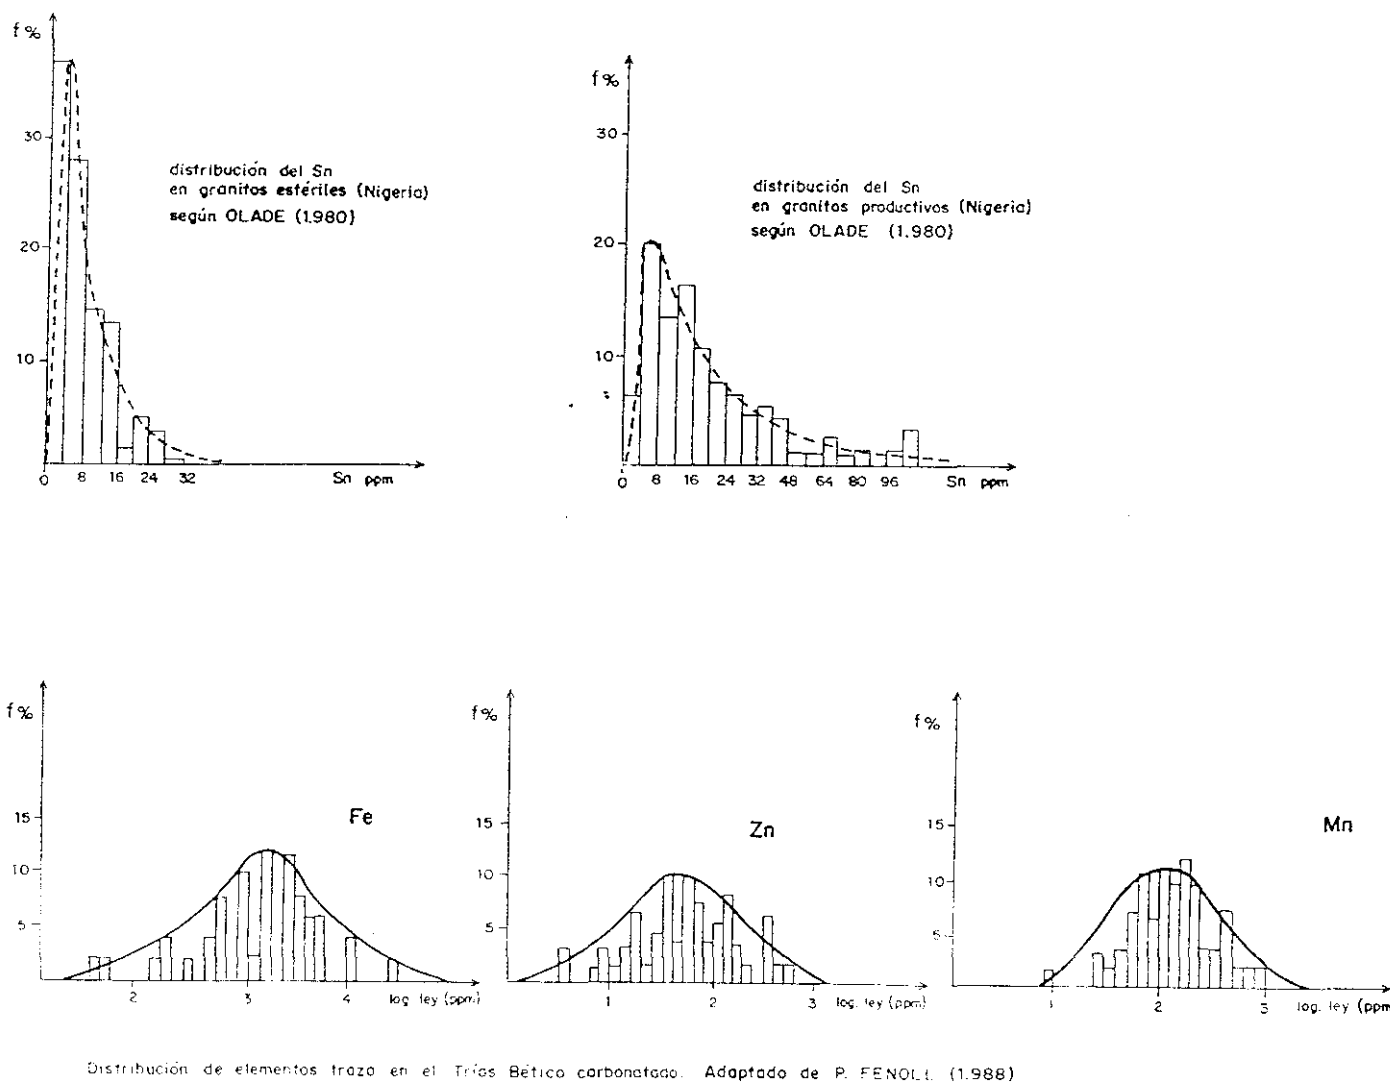 f %
30
20
10
0 8 16 24 32 Sn ppm
distribución del Sn
en granitos estériles (Nigeria)
según OLADE (1.980)
f %
30
20
10
0 8 16 24 32 48 64 80 96 Sn ppm
distribución del Sn
en granitos productivos (Nigeria)
según OLADE (1.980)
f %
15
10
5
Fe
2 3 4 log. ley (ppm)
f %
15
10
5
Zn
1 2 3 log. ley (ppm)
f %
15
10
5
Mn
1 2 3 log. ley (ppm
Distribución de elementos traza en el Trías Bético carbonatado. Adaptado de P. FENOLL (1.988)